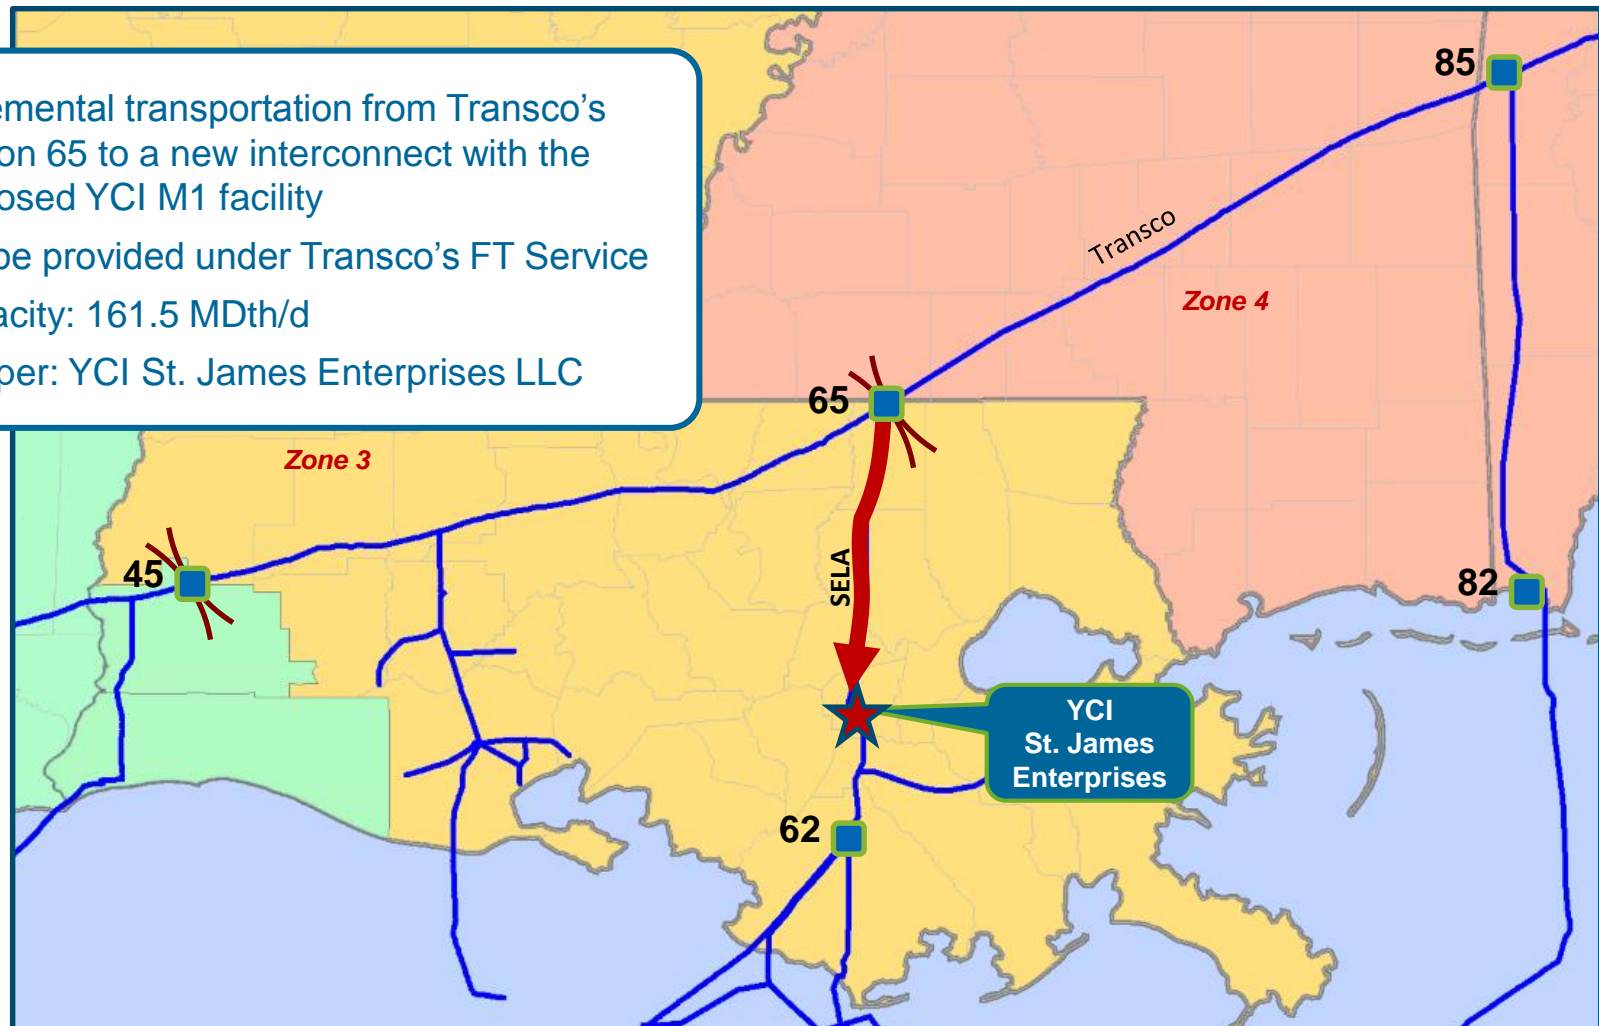 emental transportation from Transco's
on 65 to a new interconnect with the
osed YCI M1 facility
be provided under Transco's FT Service
acity: 161.5 MDth/d
per: YCI St. James Enterprises LLC
85
Transco
Zone 4
65
Zone 3
SELA
45
82
YCI
St. James
Enterprises
62